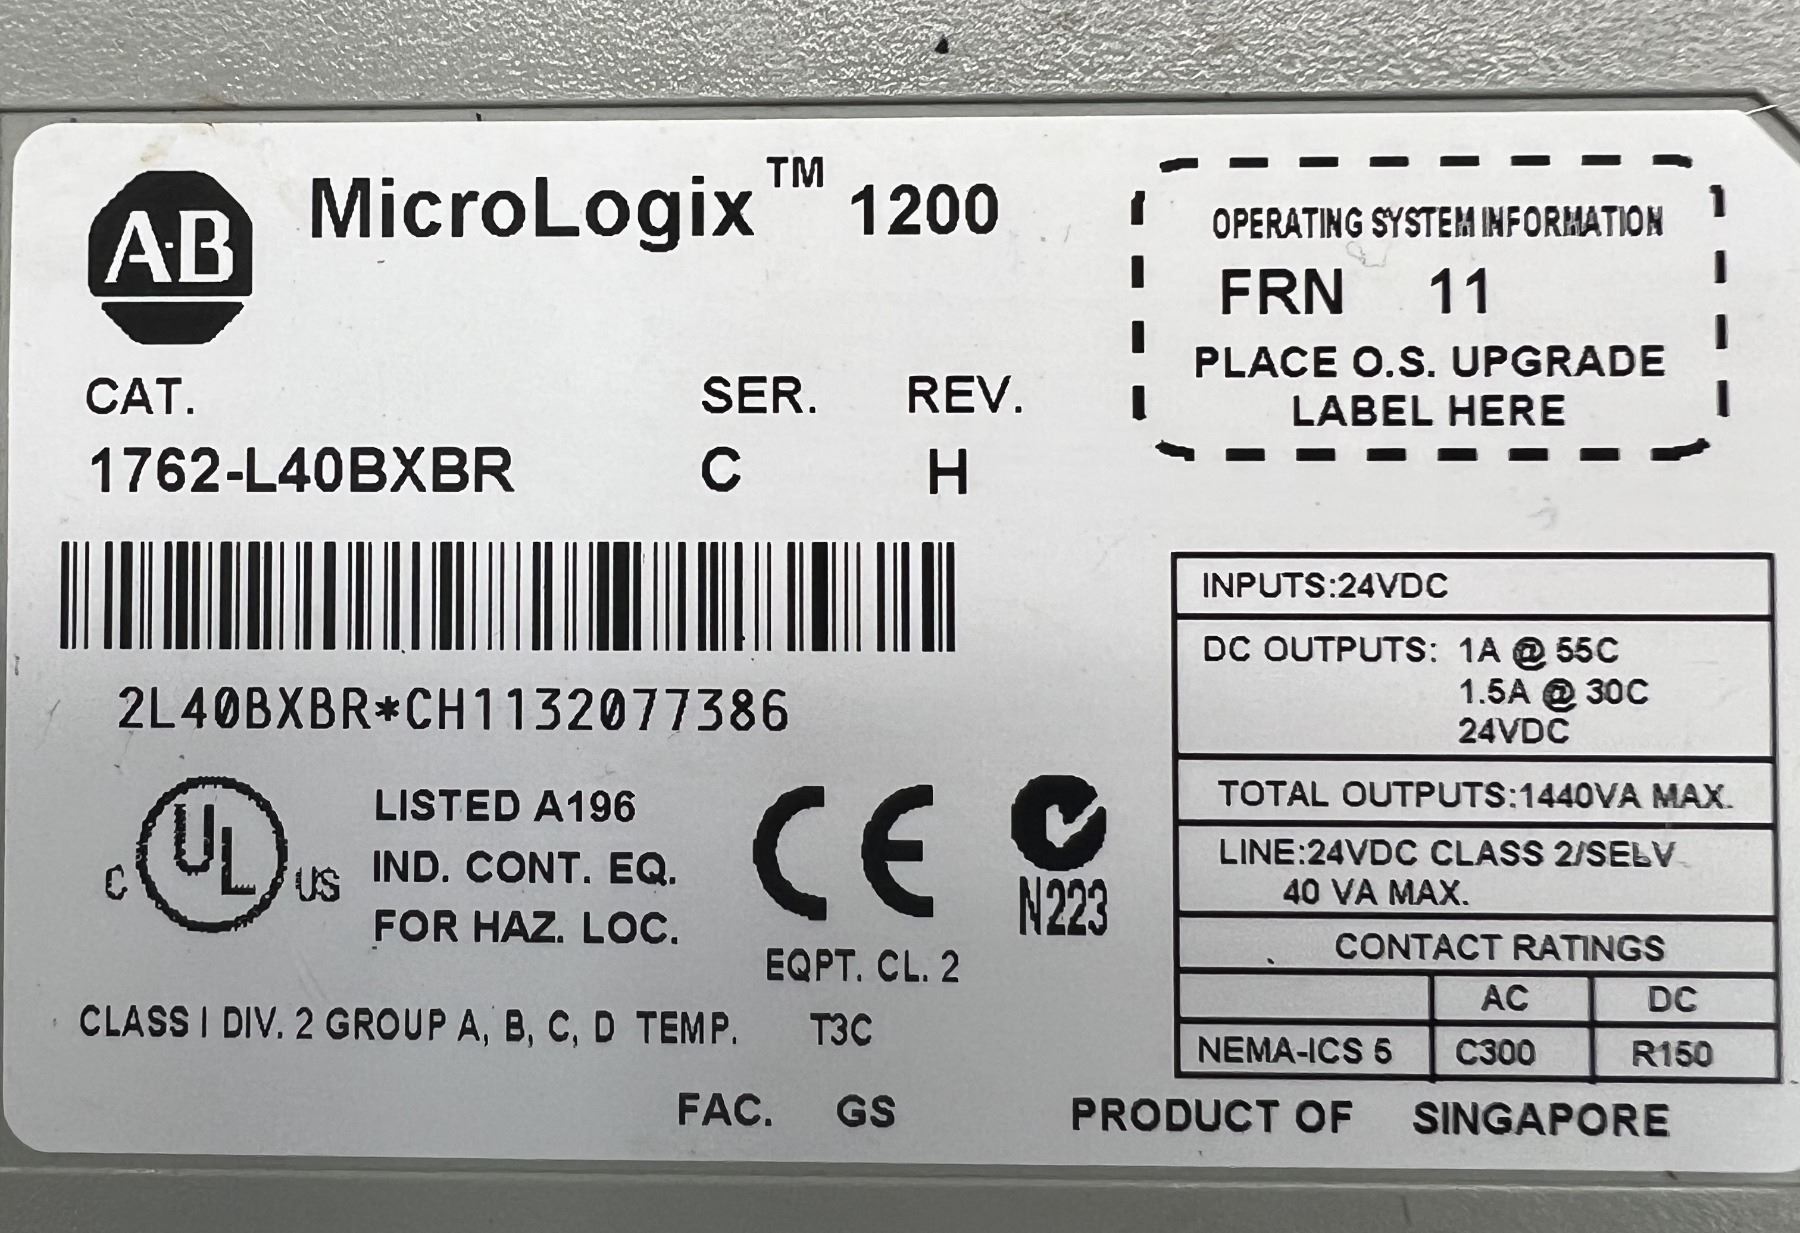 A-B
MicroLogix™ 1200
OPERATING SYSTEM INFORMATION
FRN 11
PLACE O.S. UPGRADE
LABEL HERE
CAT. SER. REV.
1762-L40BXBR C H
2L40BXBR*CH1132077386
C UL US
LISTED A196
IND. CONT. EQ.
FOR HAZ. LOC.
CE
EQPT. CL. 2
N223
CLASS I DIV. 2 GROUP A, B, C, D TEMP. T3C
FAC. GS
INPUTS:24VDC
DC OUTPUTS: 1A @ 55C
1.5A @ 30C
24VDC
TOTAL OUTPUTS:1440VA MAX.
LINE:24VDC CLASS 2/SELV
40 VA MAX.
CONTACT RATINGS
AC DC
NEMA-ICS 5 C300 R150
PRODUCT OF SINGAPORE